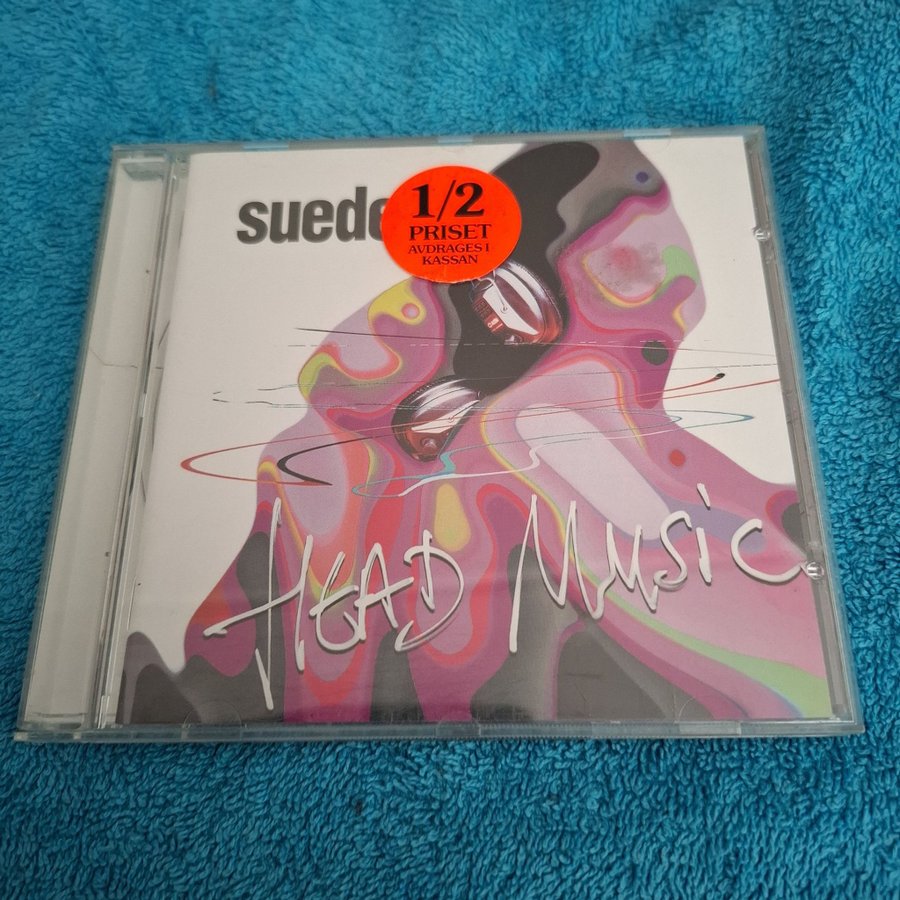 suede
1/2
PRISET
AVDRAGES I
KASSAN
HEAD MUSIC